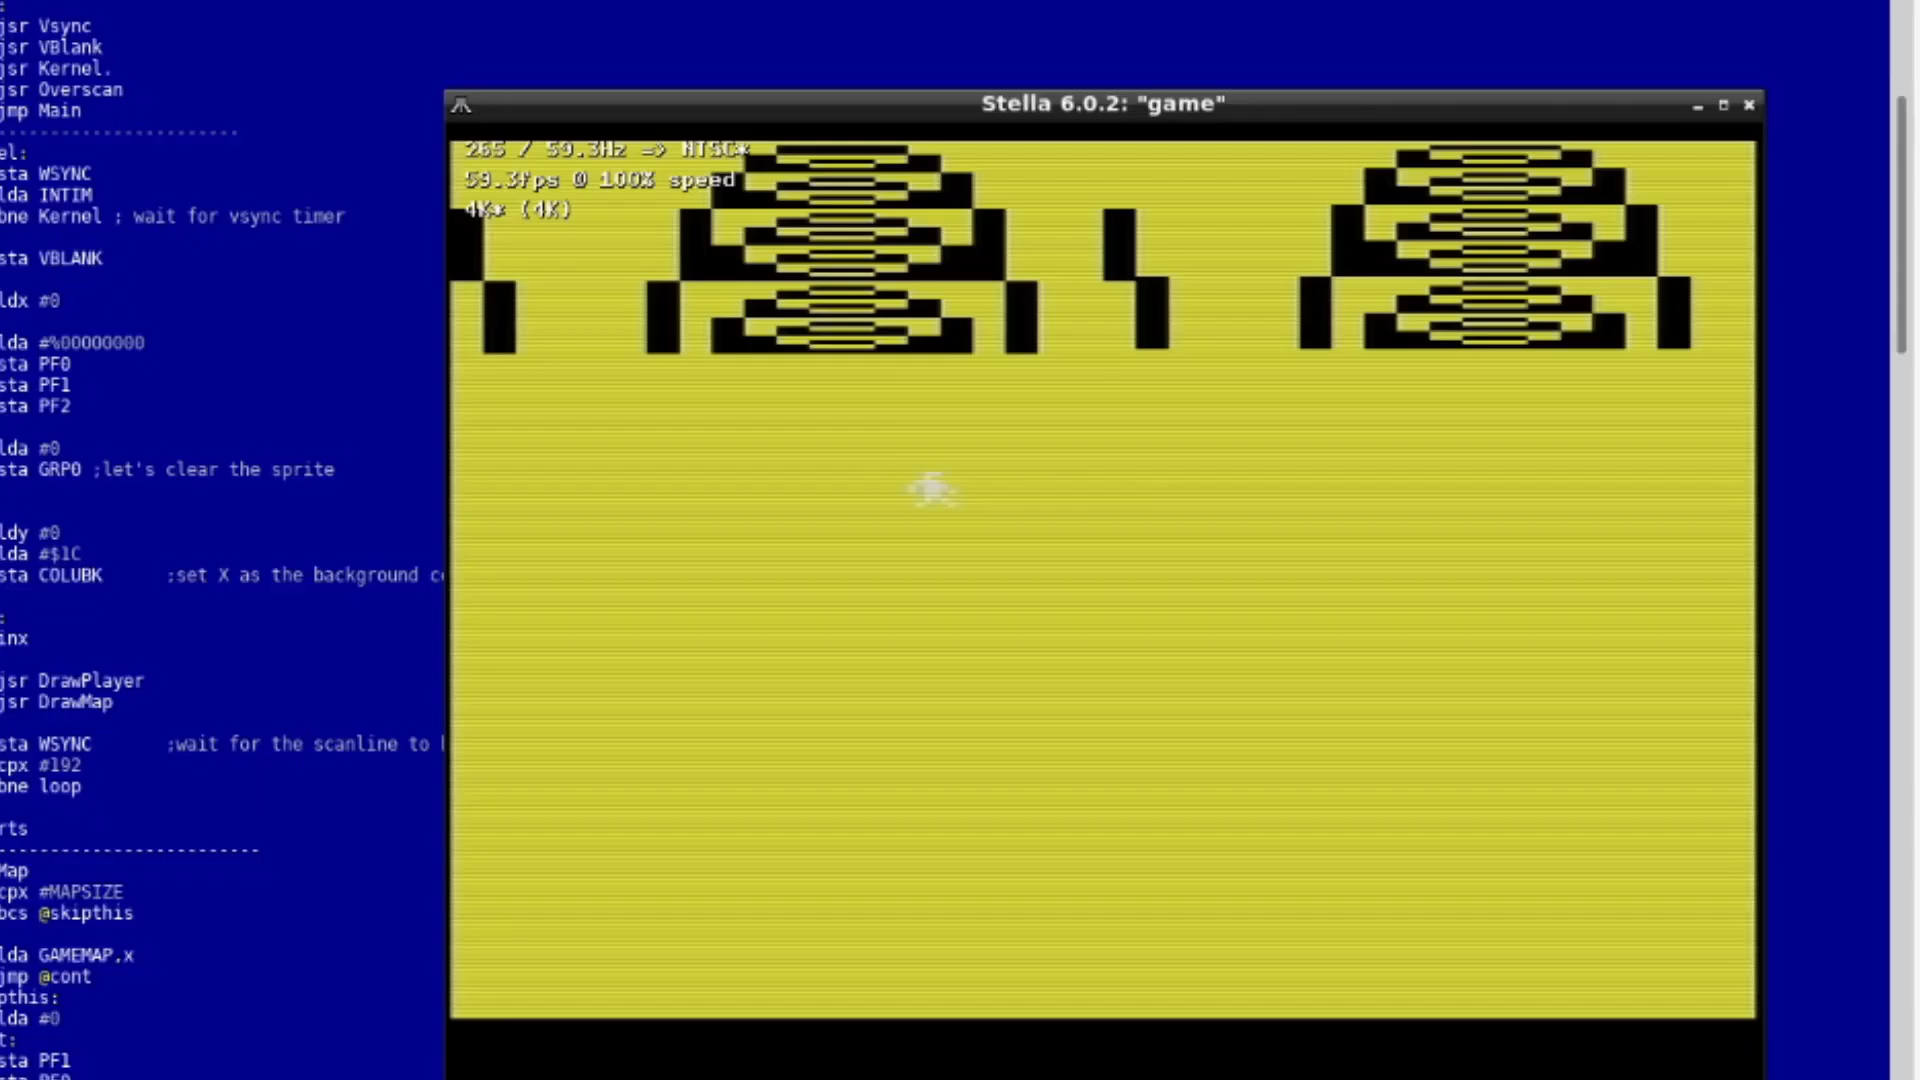 :
jsr Vsync
jsr VBlank
jsr Kernel.
jsr Overscan
jmp Main
-----------------------
el:
sta WSYNC
lda INTIM
bne Kernel ; wait for vsync timer
sta VBLANK
ldx #0
lda #%00000000
sta PF0
sta PF1
sta PF2
lda #0
sta GRP0 ;let's clear the sprite
ldy #0
lda #$1C
sta COLUBK ;set X as the background c
:
inx
jsr DrawPlayer
jsr DrawMap
sta WSYNC ;wait for the scanline to
cpx #192
bne loop
rts
-------------------------
Map
cpx #MAPSIZE
bcs @skipthis
lda GAMEMAP.x
jmp @cont
pthis:
lda #0
t:
sta PF1
Stella 6.0.2: "game"
265 / 59.3Hz => NTSC*
59.3fps @ 100% speed
4K* (4K)